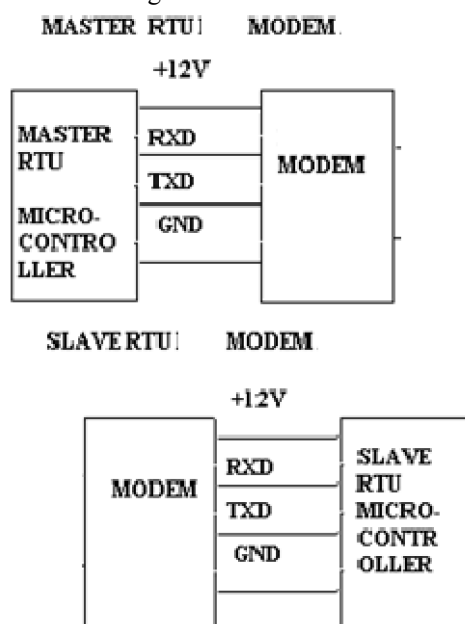 MASTER RTU MODEM
+12V
MASTER
RTU
MICRO-
CONTRO
LLER
RXD
TXD
GND
MODEM
SLAVE RTU MODEM
+12V
MODEM
RXD
TXD
GND
SLAVE
RTU
MICRO-
CONTR
OLLER